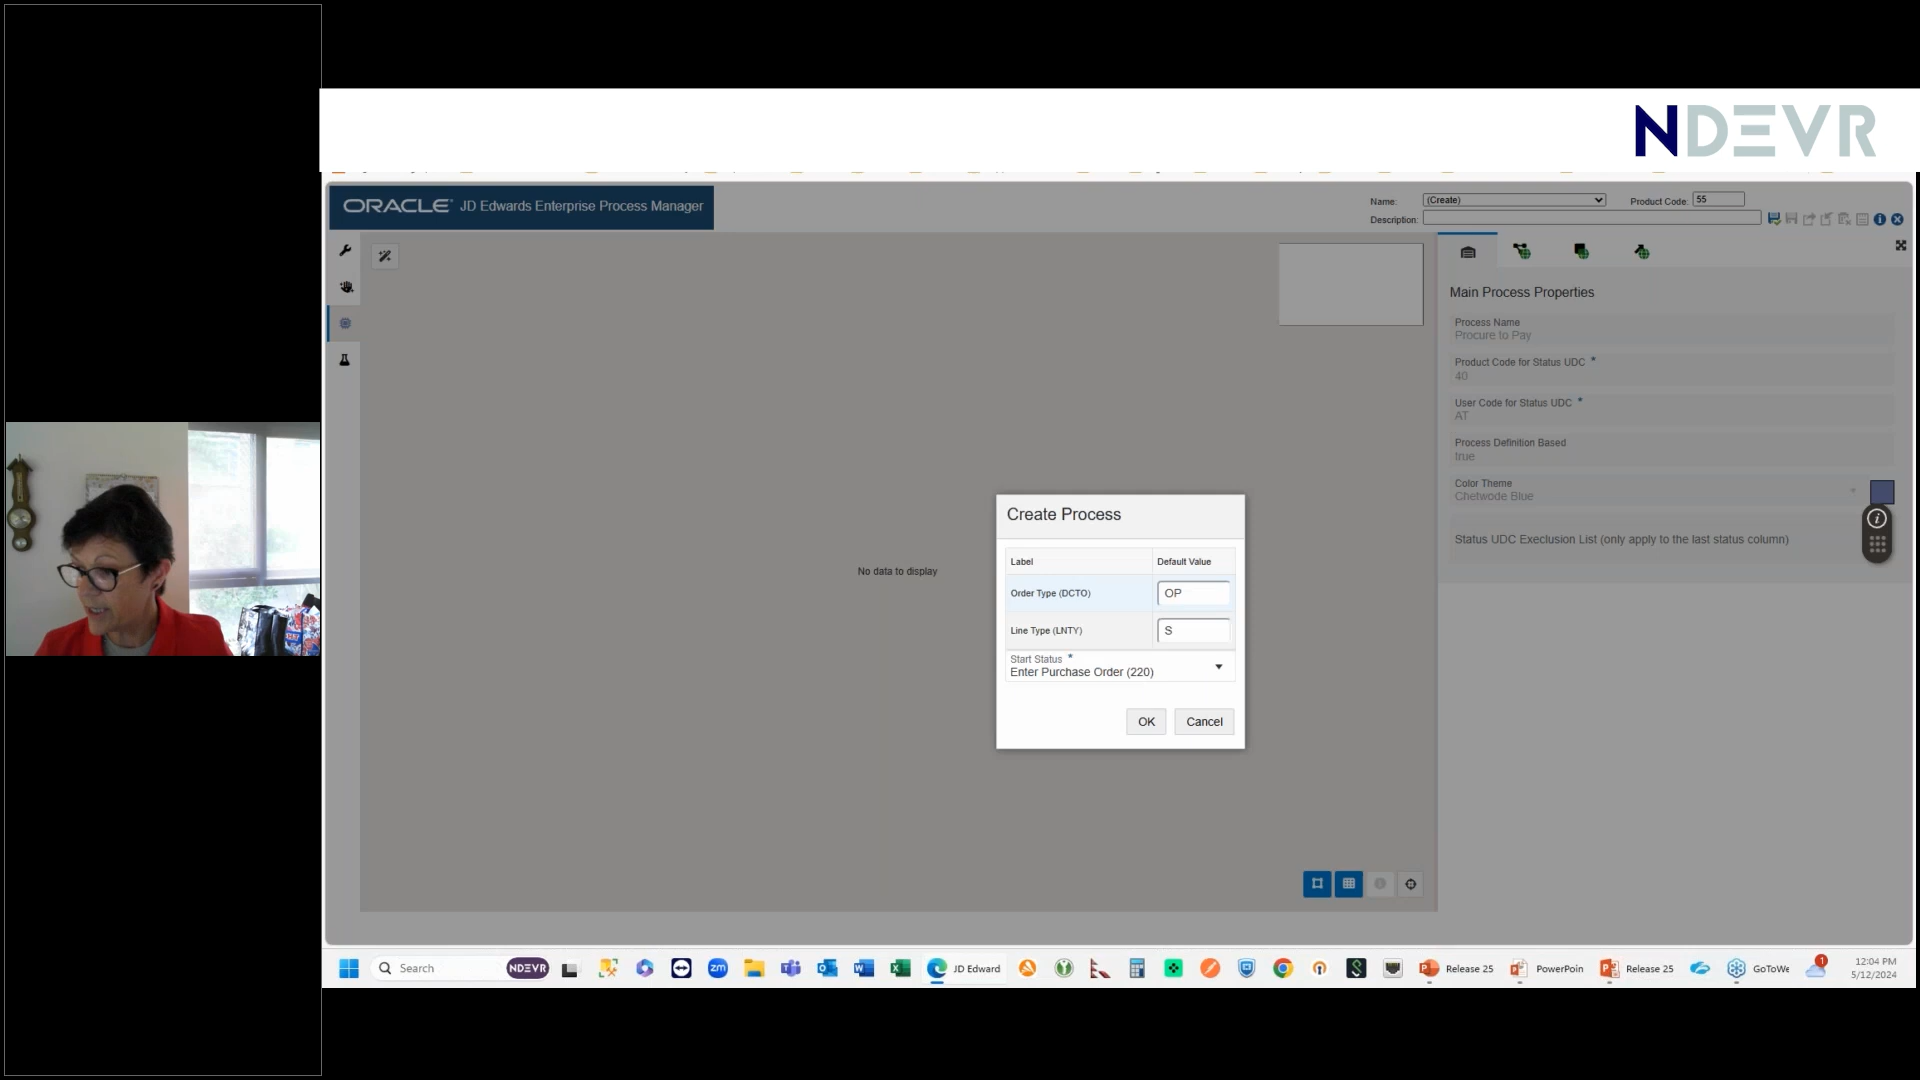 NDEVR
ORACLE JD Edwards Enterprise Process Manager
Name: (Create) Product Code: 55
Description:
Main Process Properties
Process Name
Procure to Pay
Product Code for Status UDC *
40
User Code for Status UDC *
AT
Process Definition Based
true
Color Theme
Chetwode Blue
Status UDC Execlusion List (only apply to the last status column)
No data to display
Create Process
Label Default Value
Order Type (DCTO) OP
Line Type (LNTY) S
Start Status *
Enter Purchase Order (220)
OK Cancel
Search NDEVR zm JD Edward Release 25 PowerPoin Release 25 GoToWe 1
12:04 PM
5/12/2024